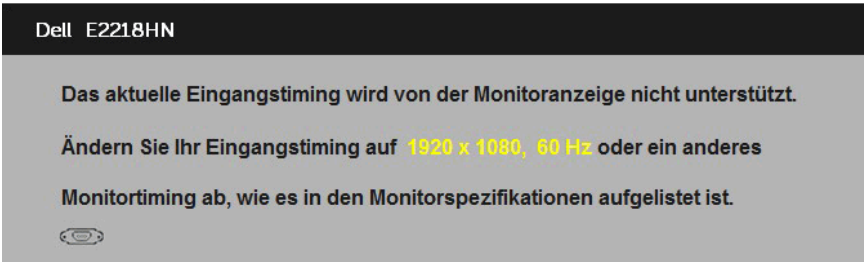 Dell E2218HN
Das aktuelle Eingangstiming wird von der Monitoranzeige nicht unterstützt.
Ändern Sie Ihr Eingangstiming auf 1920 x 1080, 60 Hz oder ein anderes
Monitortiming ab, wie es in den Monitorspezifikationen aufgelistet ist.